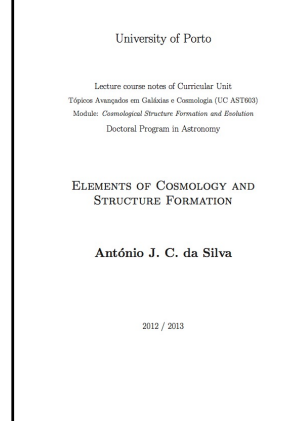 University of Porto
Lecture course notes of Curricular Unit
Tópicos Avançados em Galáxias e Cosmologia (UC AST603)
Module: Cosmological Structure Formation and Evolution
Doctoral Program in Astronomy
Elements of Cosmology and
Structure Formation
António J. C. da Silva
2012 / 2013